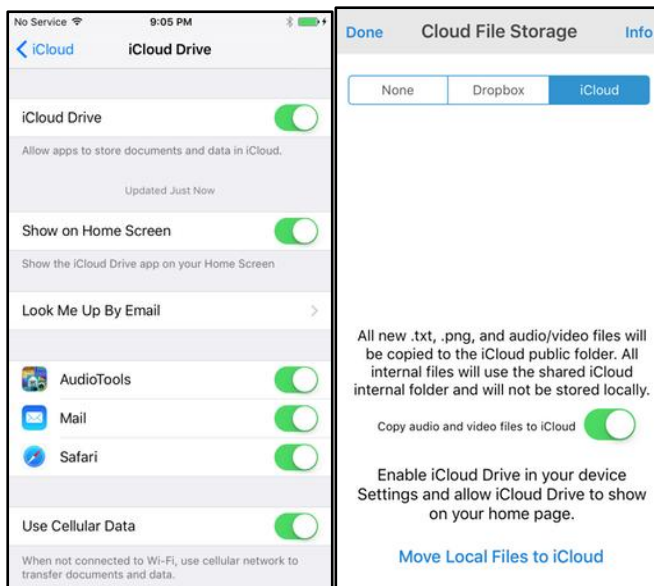 No Service 9:05 PM
iCloud iCloud Drive
iCloud Drive
Allow apps to store documents and data in iCloud.
Updated Just Now
Show on Home Screen
Show the iCloud Drive app on your Home Screen
Look Me Up By Email
AudioTools
Mail
Safari
Use Cellular Data
When not connected to Wi-Fi, use cellular network to
transfer documents and data.
Done Cloud File Storage Info
None Dropbox iCloud
All new .txt, .png, and audio/video files will
be copied to the iCloud public folder. All
internal files will use the shared iCloud
internal folder and will not be stored locally.
Copy audio and video files to iCloud
Enable iCloud Drive in your device
Settings and allow iCloud Drive to show
on your home page.
Move Local Files to iCloud